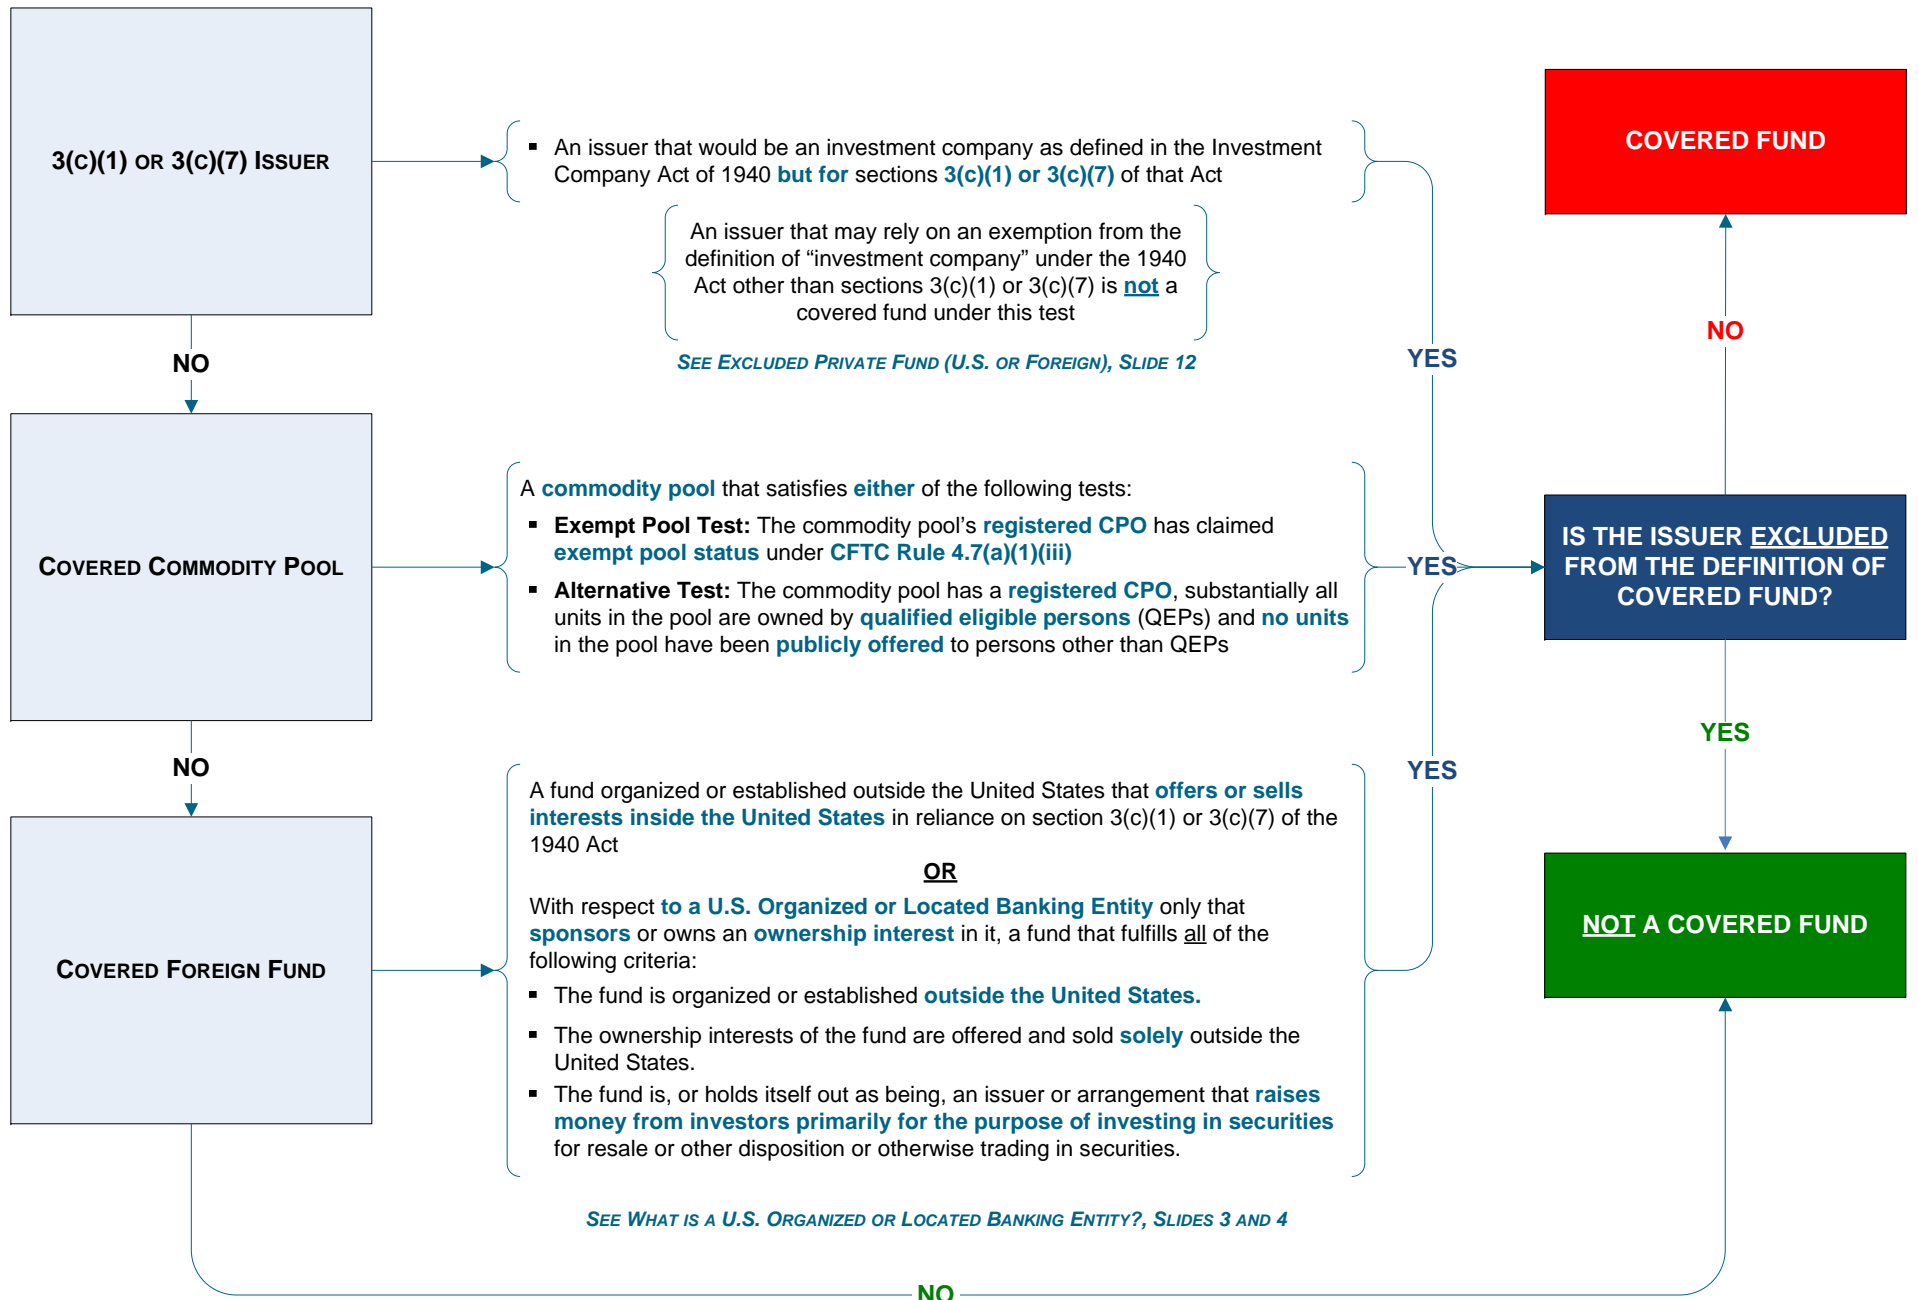 3(c)(1) or 3(c)(7) Issuer
▪ An issuer that would be an investment company as defined in the Investment
Company Act of 1940 but for sections 3(c)(1) or 3(c)(7) of that Act
An issuer that may rely on an exemption from the
definition of “investment company” under the 1940
Act other than sections 3(c)(1) or 3(c)(7) is not a
covered fund under this test
See Excluded Private Fund (U.S. or Foreign), Slide 12
YES
NO
Covered Commodity Pool
A commodity pool that satisfies either of the following tests:
▪ Exempt Pool Test: The commodity pool’s registered CPO has claimed
exempt pool status under CFTC Rule 4.7(a)(1)(iii)
▪ Alternative Test: The commodity pool has a registered CPO, substantially all
units in the pool are owned by qualified eligible persons (QEPs) and no units
in the pool have been publicly offered to persons other than QEPs
YES
NO
Covered Foreign Fund
A fund organized or established outside the United States that offers or sells
interests inside the United States in reliance on section 3(c)(1) or 3(c)(7) of the
1940 Act
OR
With respect to a U.S. Organized or Located Banking Entity only that
sponsors or owns an ownership interest in it, a fund that fulfills all of the
following criteria:
▪ The fund is organized or established outside the United States.
▪ The ownership interests of the fund are offered and sold solely outside the
United States.
▪ The fund is, or holds itself out as being, an issuer or arrangement that raises
money from investors primarily for the purpose of investing in securities
for resale or other disposition or otherwise trading in securities.
See What is a U.S. Organized or Located Banking Entity?, Slides 3 and 4
YES
NO
COVERED FUND
NO
IS THE ISSUER EXCLUDED
FROM THE DEFINITION OF
COVERED FUND?
YES
NOT A COVERED FUND